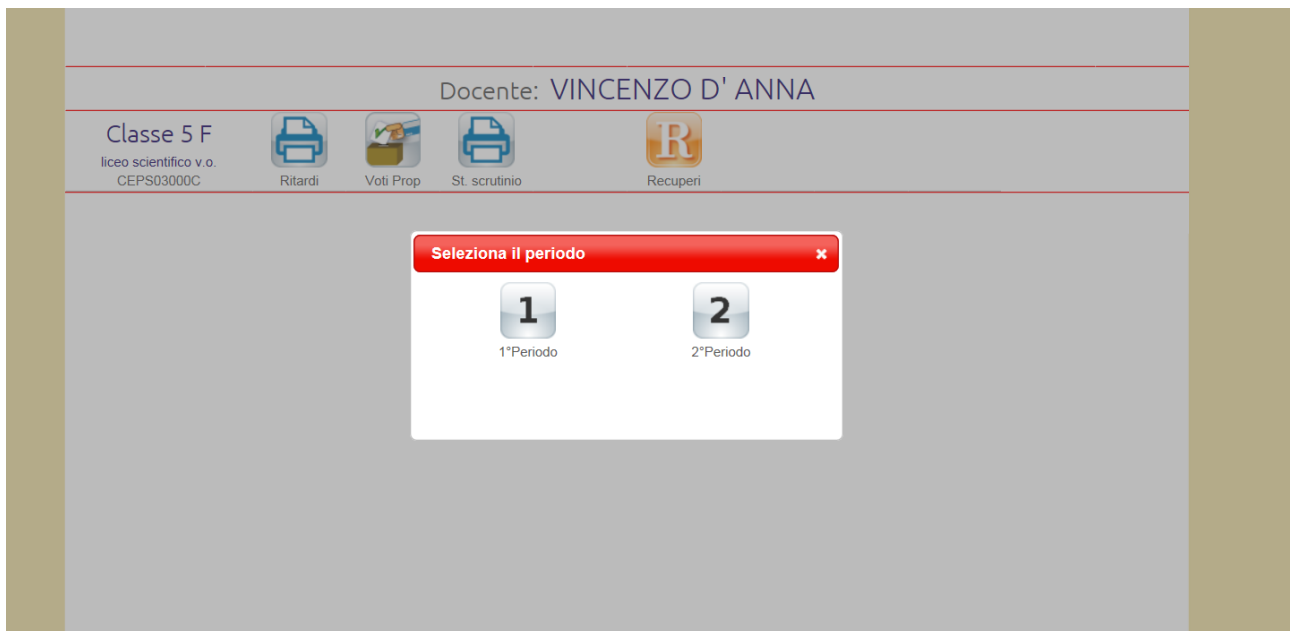 Docente: VINCENZO D' ANNA
Classe 5 F
liceo scientifico v.o.
CEPS03000C
Ritardi
Voti Prop
St. scrutinio
R
Recuperi
Seleziona il periodo
1
2
1°Periodo
2°Periodo